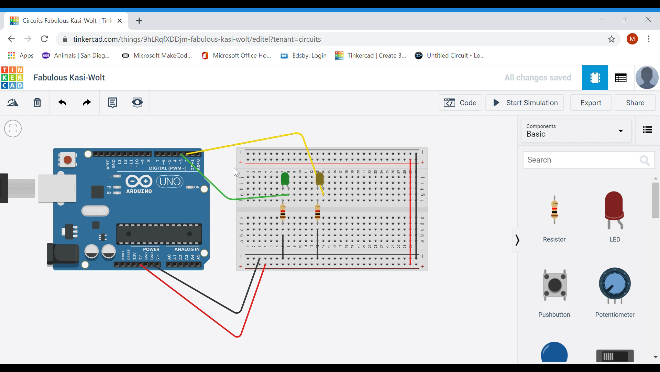 Circuits Fabulous Kasi-Wolt | Tin
tinkercad.com/things/9hLRgixXDDjm-fabulous-kasi-wolt/editel?tenant=circuits
M
Apps
Animals | San Dieg...
Microsoft MakeCod...
Microsoft Office Ho...
Edsby: Login
Tinkercad | Create 3...
Untitled Circuit - Lo...
TIN
KER
CAD
Fabulous Kasi-Wolt
All changes saved
Code
Start Simulation
Export
Share
Components
Basic
Search
DIGITAL (PWM~)
UNO
ARDUINO
POWER
ANALOG IN
Resistor
LED
Pushbutton
Potentiometer